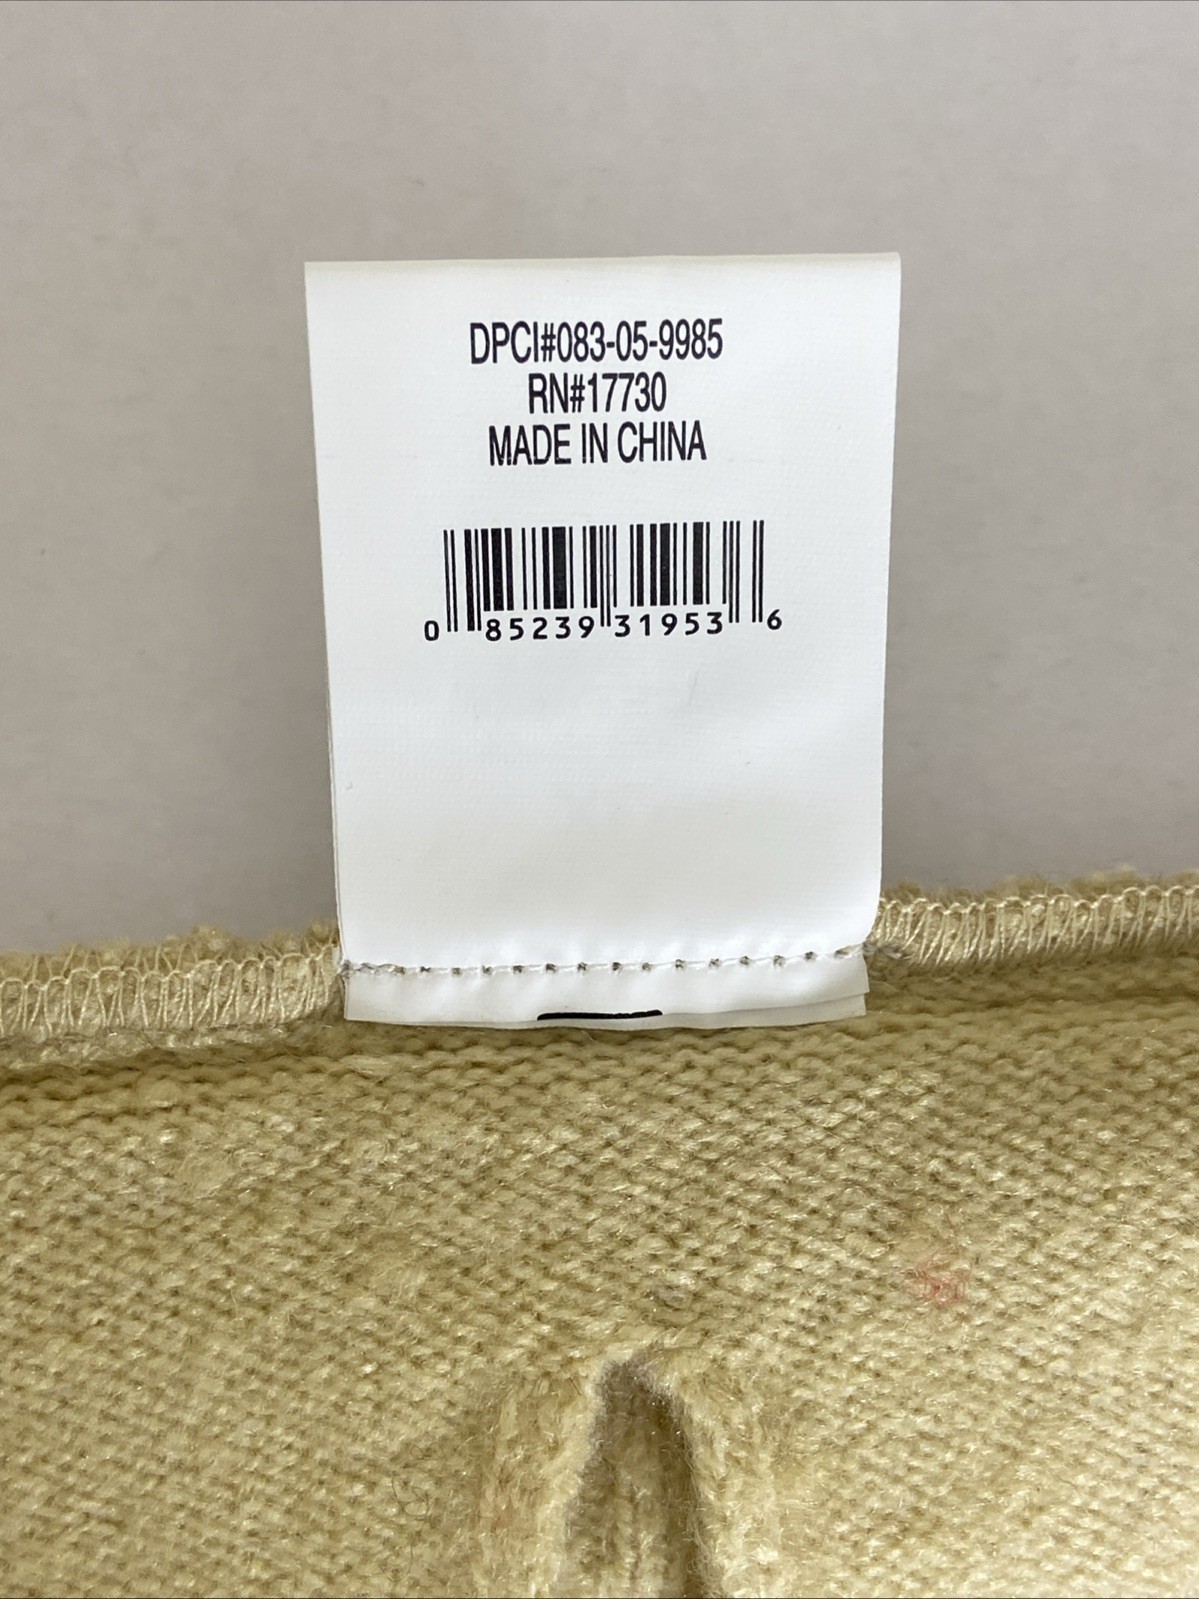 DPCI#083-05-9985
RN#17730
MADE IN CHINA
0 85239 31953 6